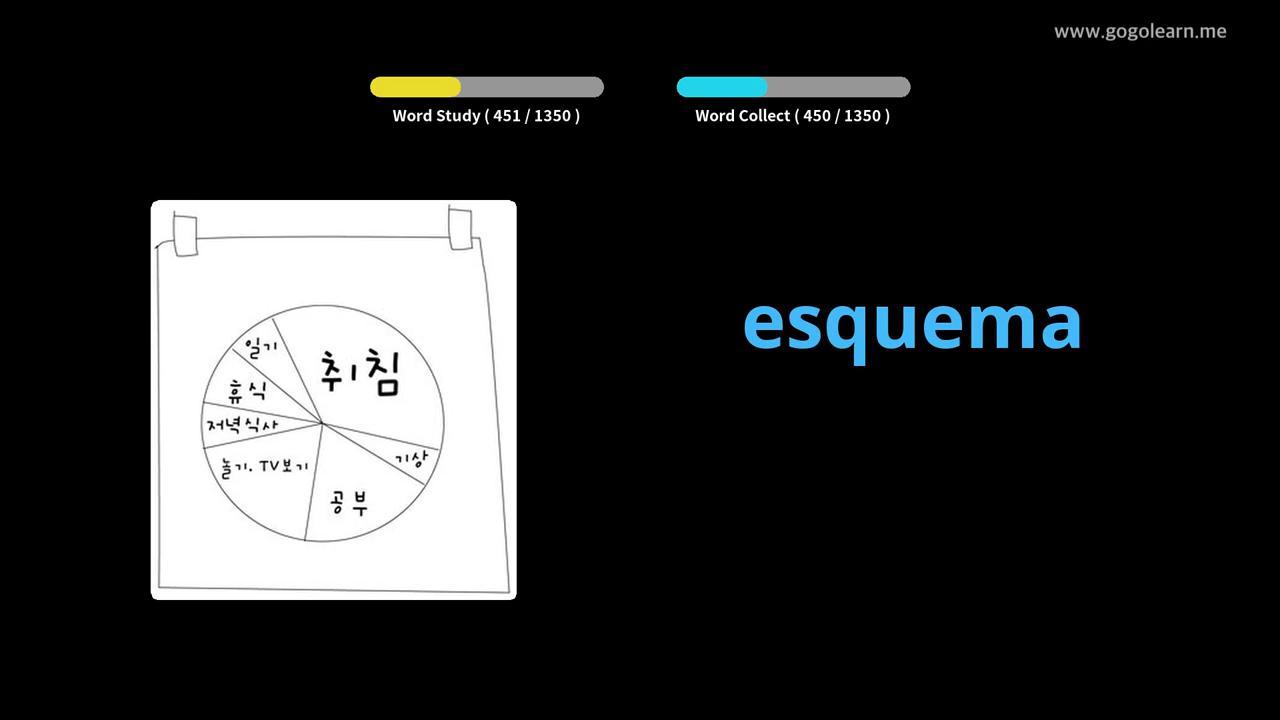 www.gogolearn.me
Word Study ( 451 / 1350 )
Word Collect ( 450 / 1350 )
일기
취침
휴식
저녁식사
놀기. TV보기
기상
공부
esquema